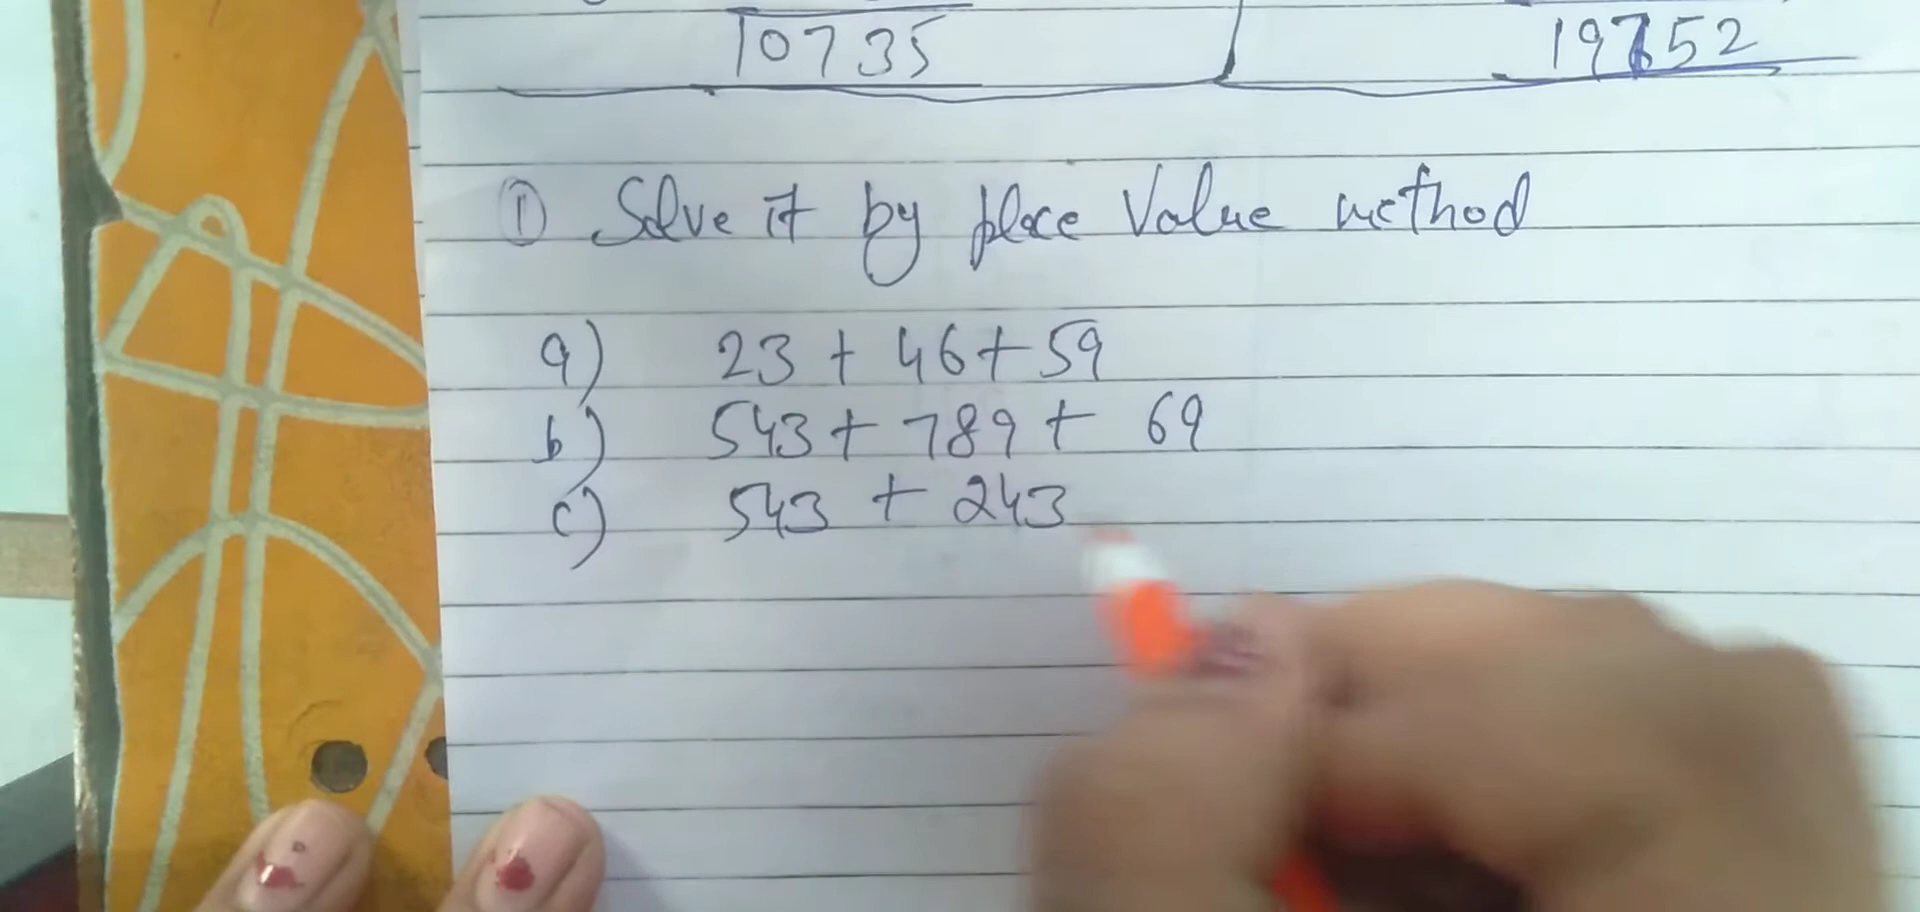 10735
19752
① Solve it by place Value method
a) 23 + 46 + 59
b) 543 + 789 + 69
c) 543 + 243